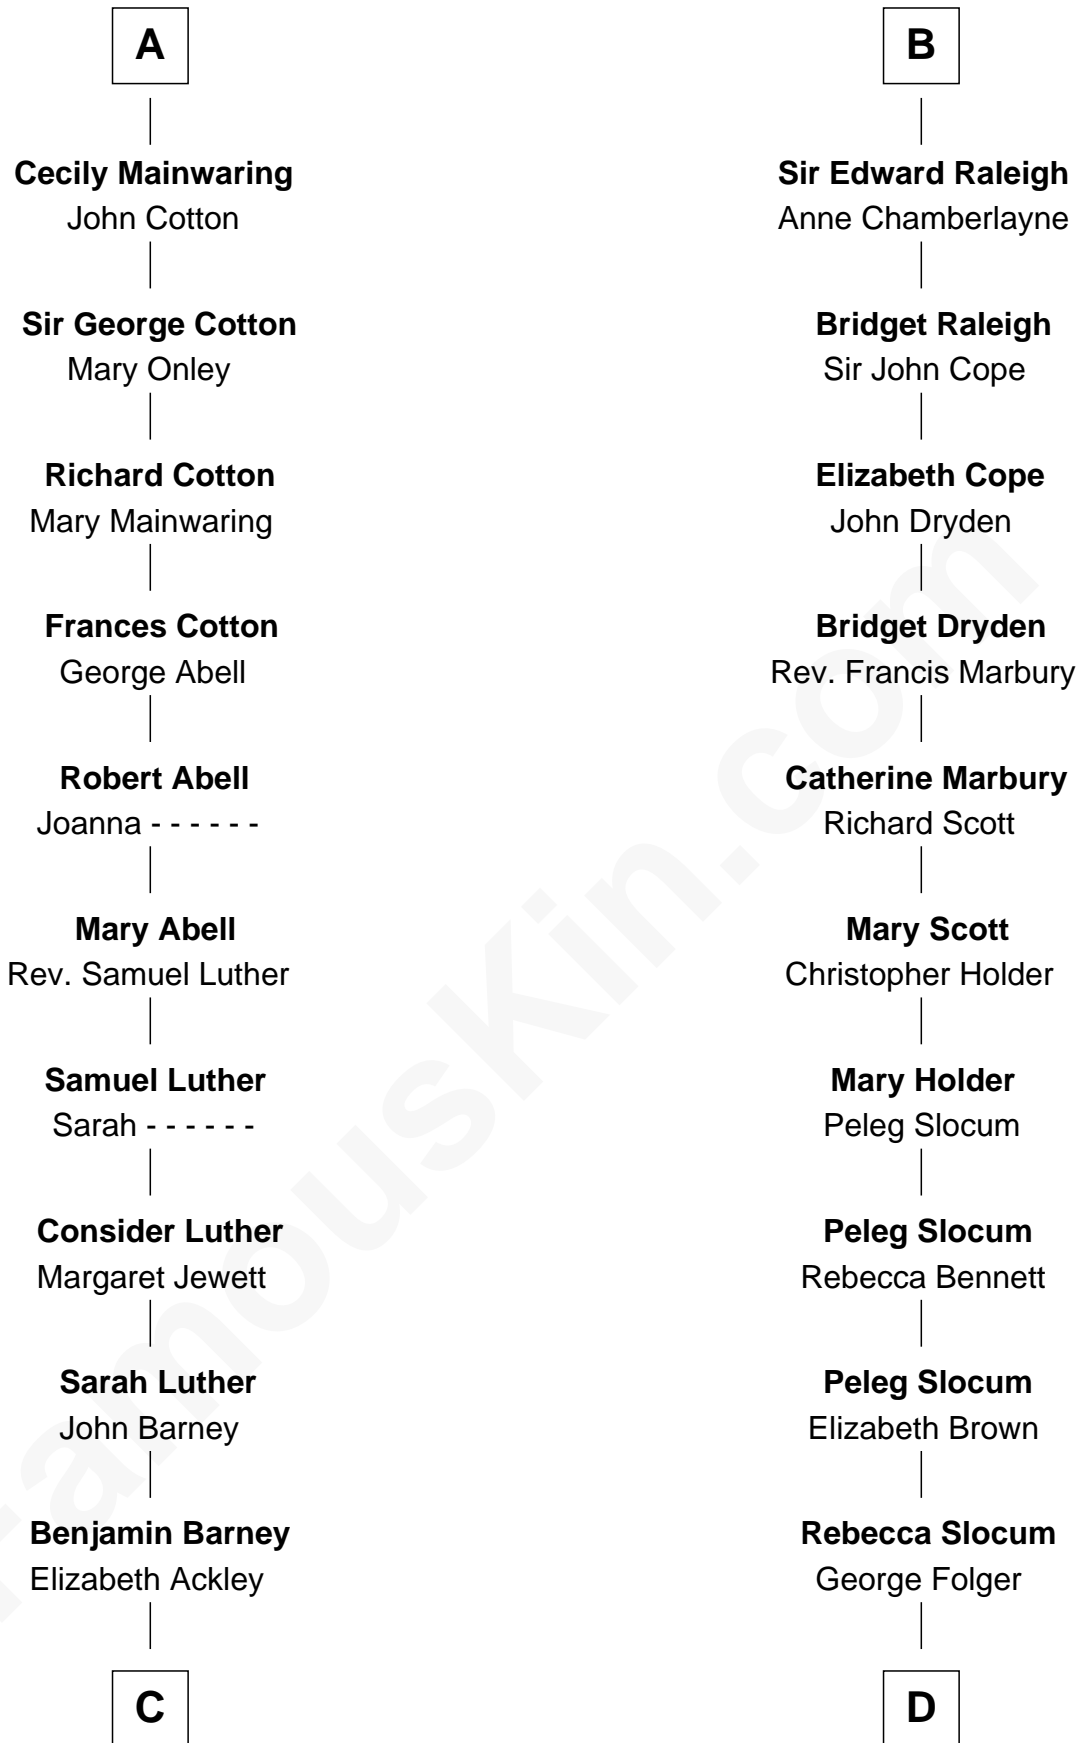 A
Cecily Mainwaring
John Cotton
Sir George Cotton
Mary Onley
Richard Cotton
Mary Mainwaring
Frances Cotton
George Abell
Robert Abell
Joanna - - - - - -
Mary Abell
Rev. Samuel Luther
Samuel Luther
Sarah - - - - - -
Consider Luther
Margaret Jewett
Sarah Luther
John Barney
Benjamin Barney
Elizabeth Ackley
C
B
Sir Edward Raleigh
Anne Chamberlayne
Bridget Raleigh
Sir John Cope
Elizabeth Cope
John Dryden
Bridget Dryden
Rev. Francis Marbury
Catherine Marbury
Richard Scott
Mary Scott
Christopher Holder
Mary Holder
Peleg Slocum
Peleg Slocum
Rebecca Bennett
Peleg Slocum
Elizabeth Brown
Rebecca Slocum
George Folger
D
FamousKin.com